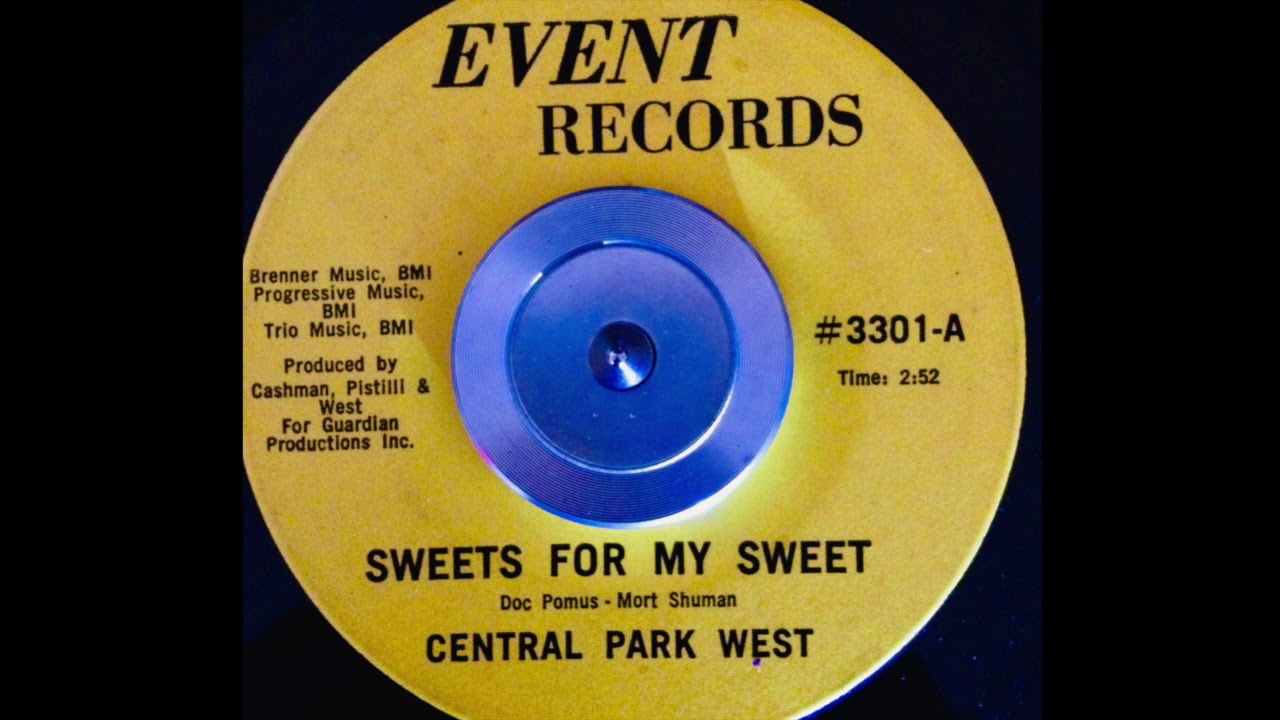 EVENT
RECORDS
Brenner Music, BMI
Progressive Music,
BMI
Trio Music, BMI
Produced by
Cashman, Pistilli &
West
For Guardian
Productions Inc.
#3301-A
Time: 2:52
SWEETS FOR MY SWEET
Doc Pomus - Mort Shuman
CENTRAL PARK WEST